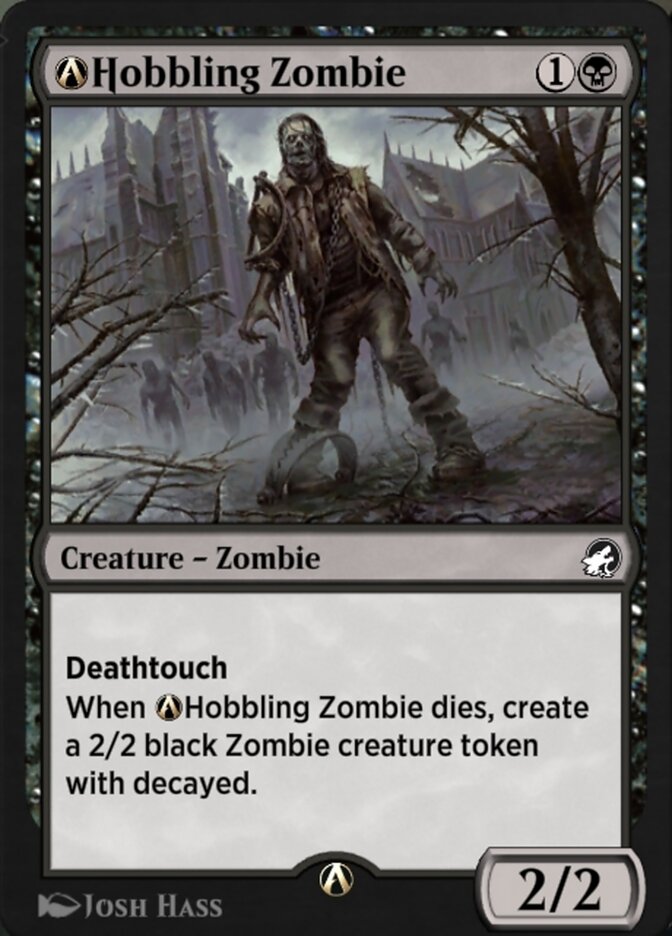 Hobbling Zombie 1
Creature – Zombie
Deathtouch
When Hobbling Zombie dies, create
a 2/2 black Zombie creature token
with decayed.
2/2
Josh Hass